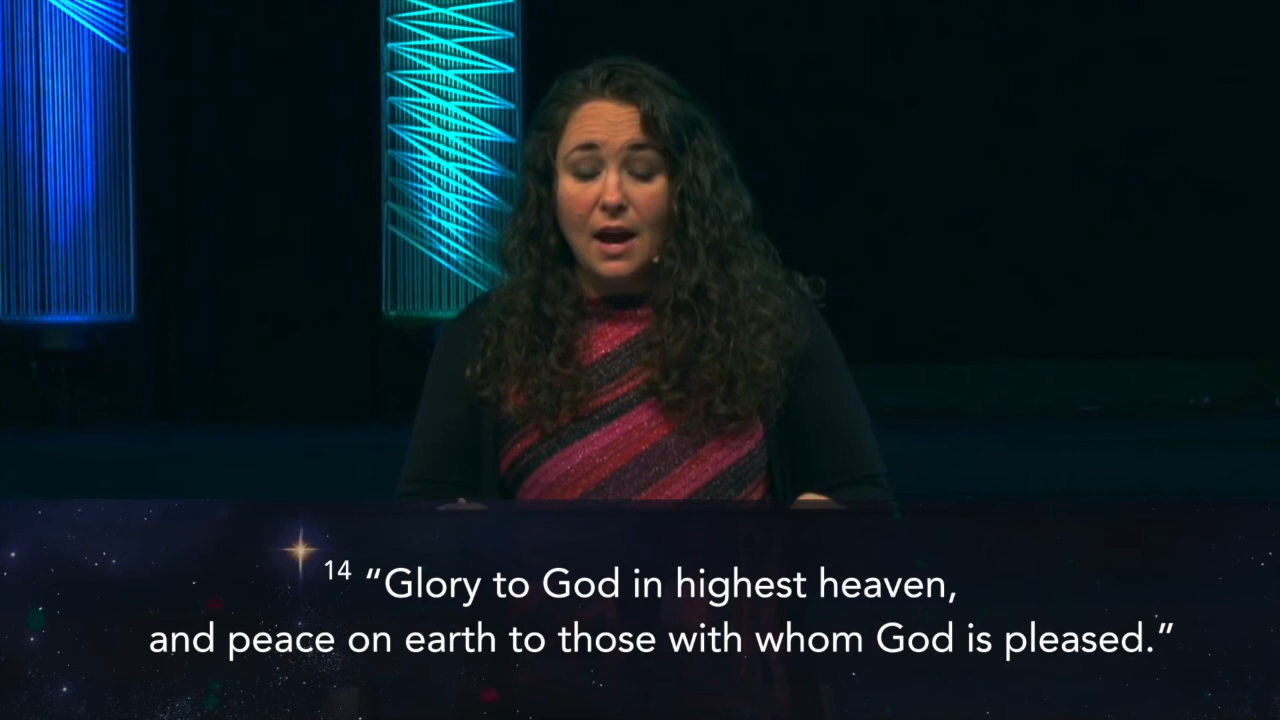 14 “Glory to God in highest heaven,
and peace on earth to those with whom God is pleased.”